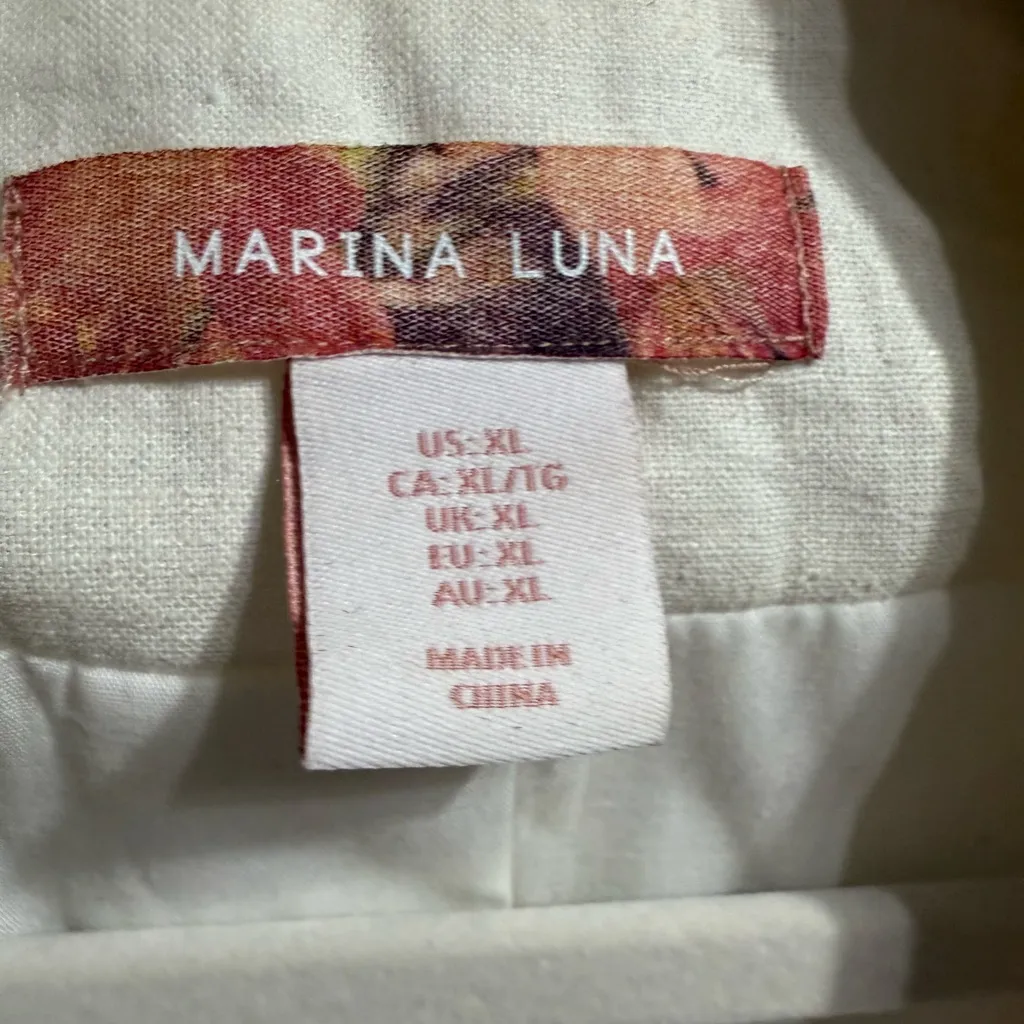 MARINA LUNA
US: XL
CA: XL/TG
UK: XL
EU: XL
AU: XL
MADE IN
CHINA